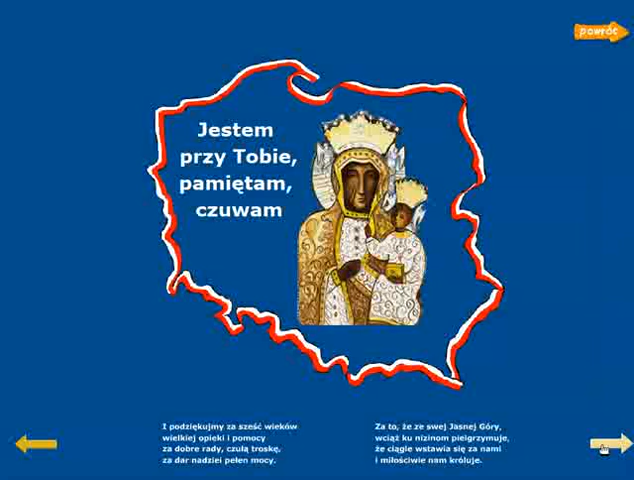 powróć
Jestem
przy Tobie,
pamiętam,
czuwam
I podziękujmy za sześć wieków
wielkiej opieki i pomocy
za dobre rady, czułą troskę,
za dar nadziei pełen mocy.
Za to, że ze swej Jasnej Góry,
wciąż ku nizinom pielgrzymuje,
że ciągle wstawia się za nami
i miłościwie nam króluje.